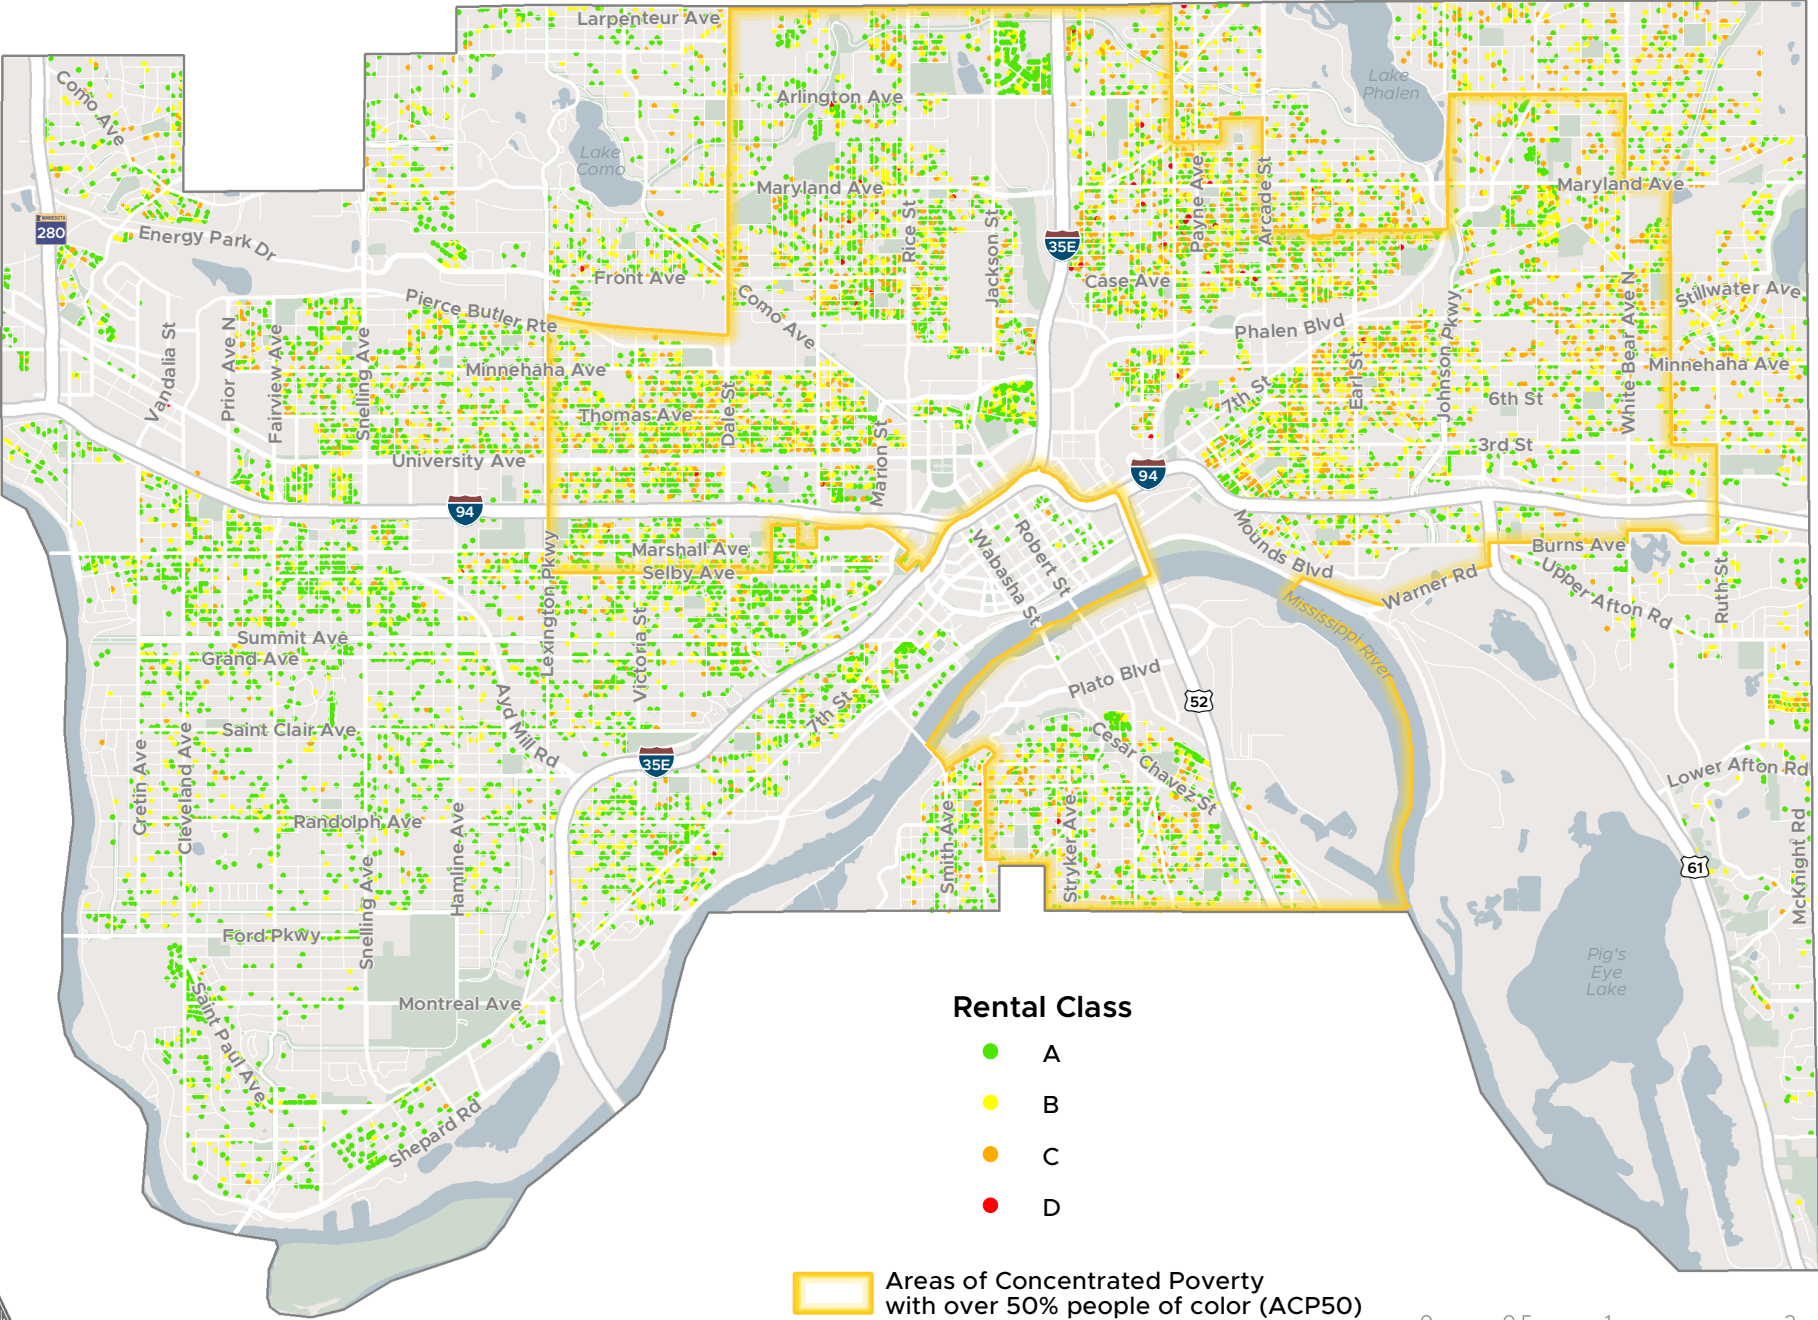 Larpenteur Ave
Como Ave
Lake
Phalen
Arlington Ave
Lake
Como
Maryland Ave
Maryland Ave
Payne Ave
Arcade St
Rice St
Jackson St
MINNESOTA
280
Energy Park Dr
35E
Front Ave
Case Ave
Como Ave
Pierce Butler Rte
Stillwater Ave
Phalen Blvd
Johnson Pkwy
White Bear Ave N
Vandalia St
Prior Ave N
Fairview Ave
Snelling Ave
Minnehaha Ave
Minnehaha Ave
Earl St
7th St
6th St
Thomas Ave
Dale St
Marion St
3rd St
University Ave
94
94
Robert St
Wabasha St
Mounds Blvd
Marshall Ave
Selby Ave
Burns Ave
Warner Rd
Upper Afton Rd
Ruth St
Lexington Pkwy
Victoria St
Mississippi River
Summit Ave
Grand Ave
Plato Blvd
52
Ayd Mill Rd
7th St
Saint Clair Ave
Cesar Chavez St
35E
Lower Afton Rd
Cretin Ave
Cleveland Ave
Randolph Ave
Hamline Ave
Snelling Ave
Smith Ave
Stryker Ave
61
McKnight Rd
Ford Pkwy
Pig's
Eye
Lake
Saint Paul Ave
Montreal Ave
Shepard Rd
Rental Class
A
B
C
D
Areas of Concentrated Poverty
with over 50% people of color (ACP50)